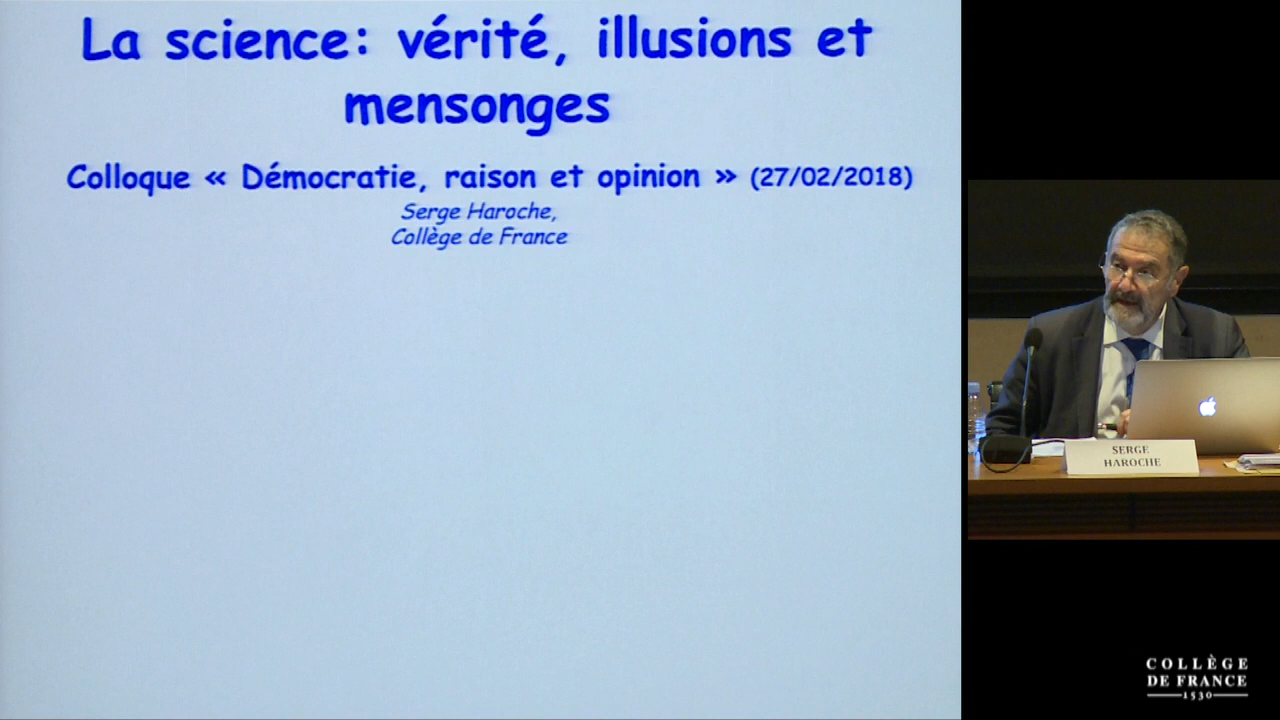 La science: vérité, illusions et
mensonges
Colloque « Démocratie, raison et opinion » (27/02/2018)
Serge Haroche,
Collège de France
SERGE
HAROCHE
COLLÈGE
DE FRANCE
1530